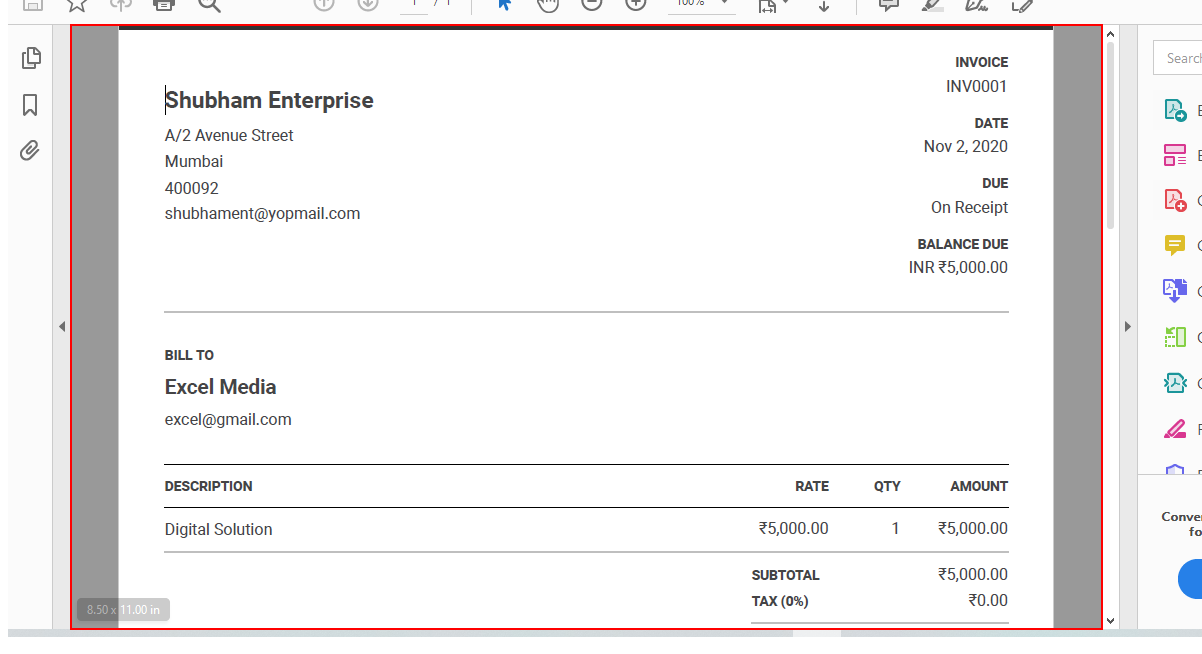 1 / 1
100%
Search
INVOICE
INV0001
Shubham Enterprise
DATE
A/2 Avenue Street
Nov 2, 2020
Mumbai
DUE
400092
On Receipt
shubhament@yopmail.com
BALANCE DUE
INR ₹5,000.00
BILL TO
Excel Media
excel@gmail.com
DESCRIPTION RATE QTY AMOUNT
Digital Solution ₹5,000.00 1 ₹5,000.00
SUBTOTAL ₹5,000.00
TAX (0%) ₹0.00
8.50 x 11.00 in